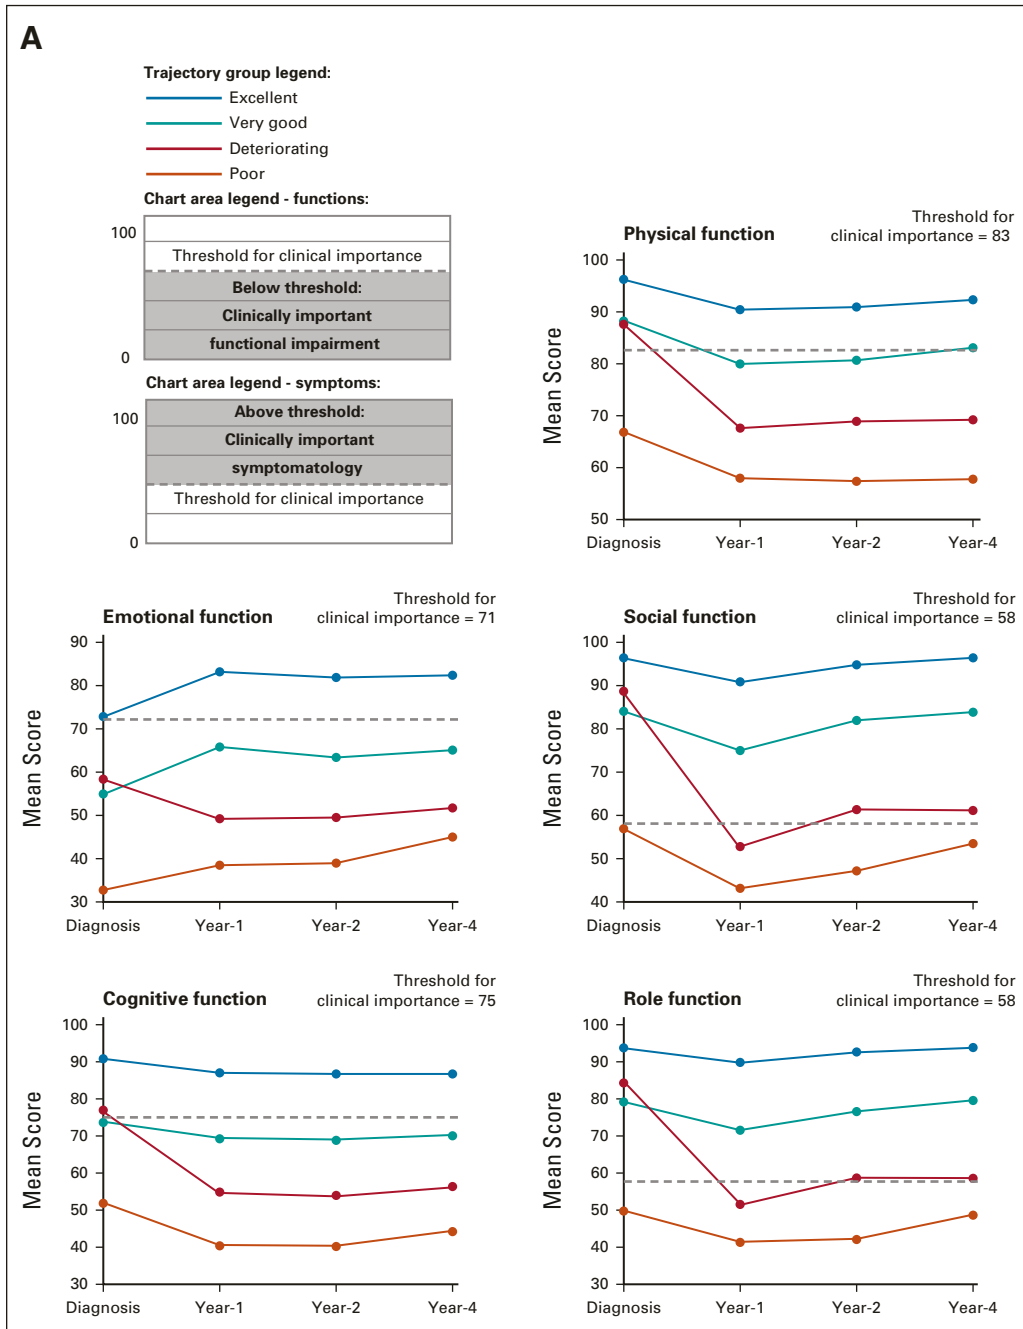 A
Trajectory group legend:
Excellent
Very good
Deteriorating
Poor
Chart area legend - functions:
100
Threshold for clinical importance
Below threshold:
Clinically important
functional impairment
0
Chart area legend - symptoms:
100
Above threshold:
Clinically important
symptomatology
Threshold for clinical importance
0
Physical function
Threshold for
clinical importance = 83
Mean Score
100
90
80
70
60
50
Diagnosis Year-1 Year-2 Year-4
Emotional function
Threshold for
clinical importance = 71
Mean Score
90
80
70
60
50
40
30
Diagnosis Year-1 Year-2 Year-4
Social function
Threshold for
clinical importance = 58
Mean Score
100
90
80
70
60
50
40
Diagnosis Year-1 Year-2 Year-4
Cognitive function
Threshold for
clinical importance = 75
Mean Score
100
90
80
70
60
50
40
30
Diagnosis Year-1 Year-2 Year-4
Role function
Threshold for
clinical importance = 58
Mean Score
100
90
80
70
60
50
40
30
Diagnosis Year-1 Year-2 Year-4